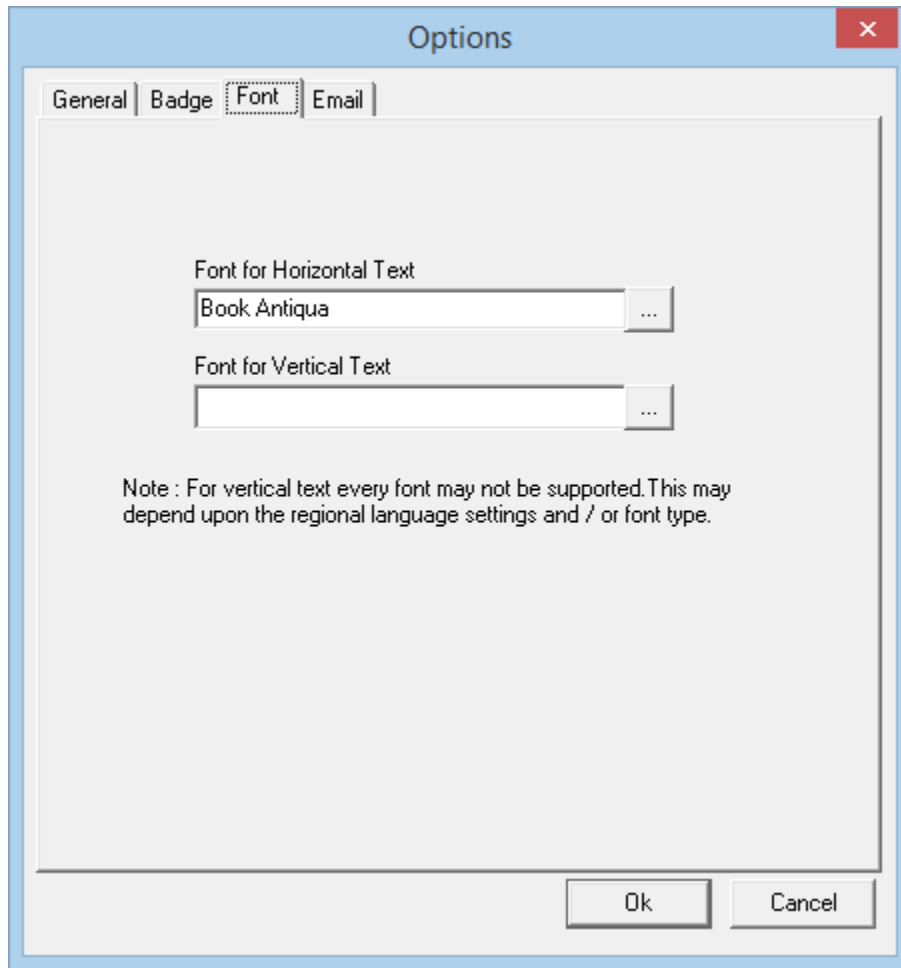 Options
General Badge Font Email
Font for Horizontal Text
Book Antiqua ...
Font for Vertical Text
...
Note : For vertical text every font may not be supported.This may
depend upon the regional language settings and / or font type.
Ok Cancel